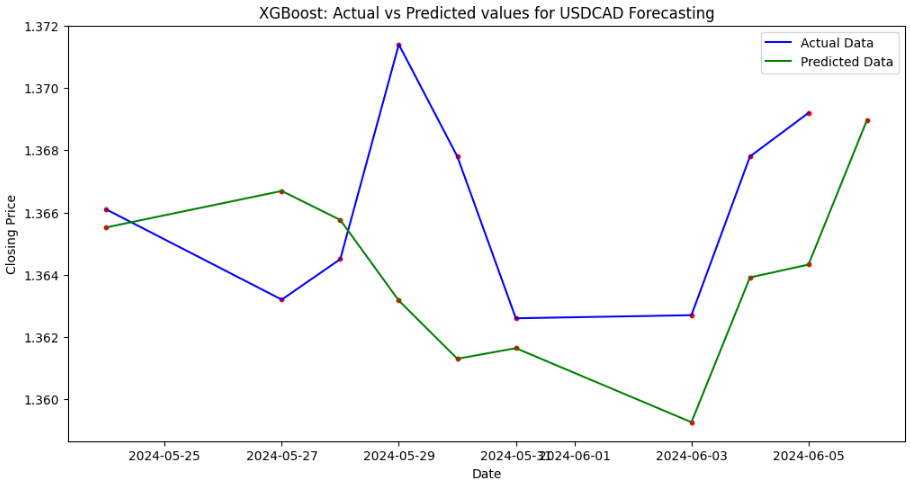 XGBoost: Actual vs Predicted values for USDCAD Forecasting
Actual Data
Predicted Data
1.372
1.370
1.368
1.366
1.364
1.362
1.360
Closing Price
2024-05-25
2024-05-27
2024-05-29
2024-05-31
2024-06-01
2024-06-03
2024-06-05
Date